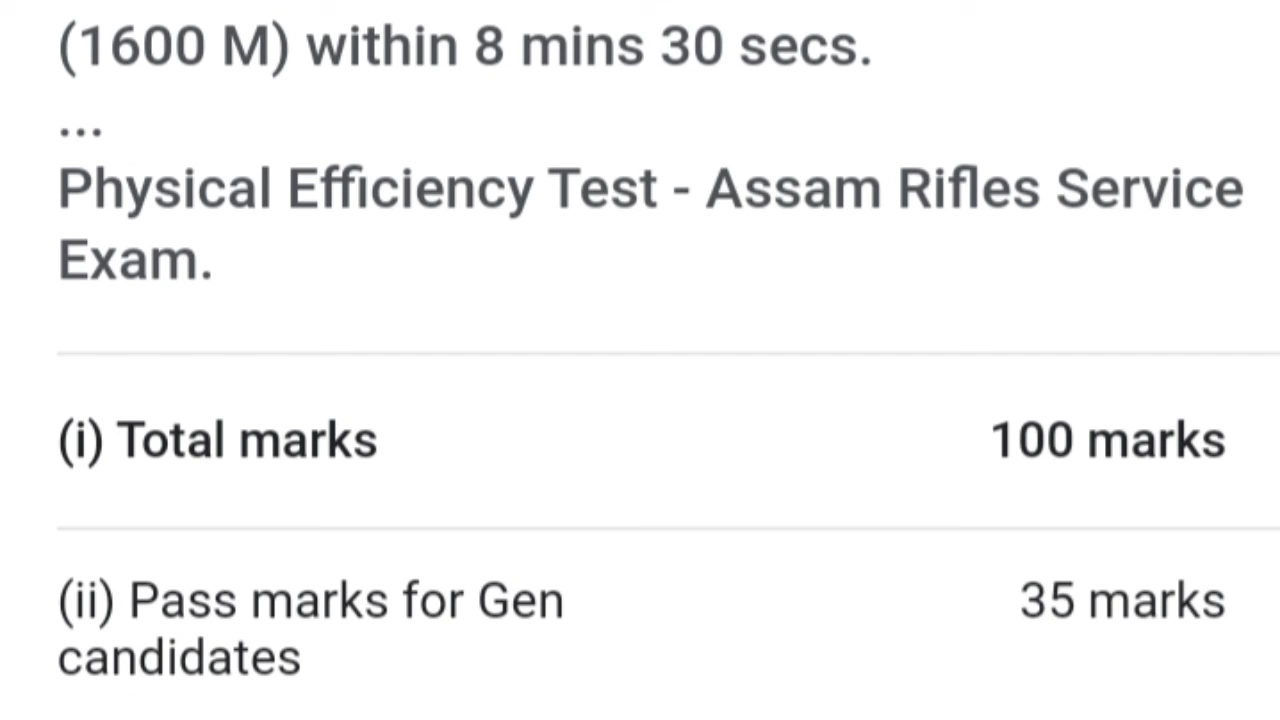 (1600 M) within 8 mins 30 secs.
...
Physical Efficiency Test - Assam Rifles Service
Exam.
(i) Total marks 100 marks
(ii) Pass marks for Gen 35 marks
candidates